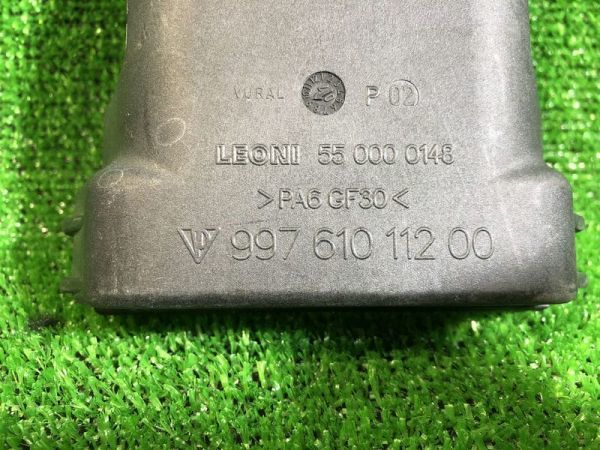 VURAL P 02
LEONI 55 000 0148
>PA6 GF30<
997 610 112 00